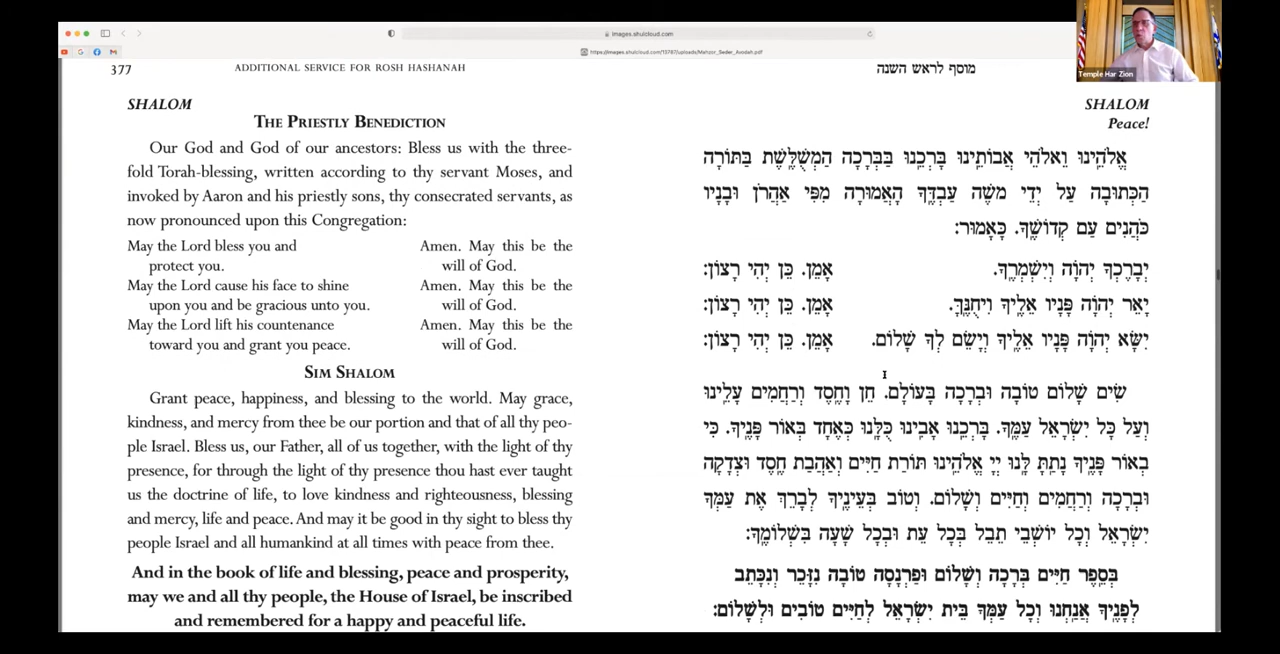 images.shulcloud.com
https://images.shulcloud.com/13787/uploads/Mahzor_Seder_Avodah.pdf
Temple Har Zion
377 ADDITIONAL SERVICE FOR ROSH HASHANAH
SHALOM
THE PRIESTLY BENEDICTION
Our God and God of our ancestors: Bless us with the three-
fold Torah-blessing, written according to thy servant Moses, and
invoked by Aaron and his priestly sons, thy consecrated servants, as
now pronounced upon this Congregation:
May the Lord bless you and Amen. May this be the
protect you. will of God.
May the Lord cause his face to shine Amen. May this be the
upon you and be gracious unto you. will of God.
May the Lord lift his countenance Amen. May this be the
toward you and grant you peace. will of God.
SIM SHALOM
Grant peace, happiness, and blessing to the world. May grace,
kindness, and mercy from thee be our portion and that of all thy peo-
ple Israel. Bless us, our Father, all of us together, with the light of thy
presence, for through the light of thy presence thou hast ever taught
us the doctrine of life, to love kindness and righteousness, blessing
and mercy, life and peace. And may it be good in thy sight to bless thy
people Israel and all humankind at all times with peace from thee.
And in the book of life and blessing, peace and prosperity,
may we and all thy people, the House of Israel, be inscribed
and remembered for a happy and peaceful life.
מוסף לראש השנה
SHALOM
Peace!
אֱלֹהֵֽינוּ וֵאלֹהֵי אֲבוֹתֵֽינוּ בָּרְכֵֽנוּ בַּבְּרָכָה הַמְשֻׁלֶּֽשֶׁת בַּתּוֹרָה
הַכְּתוּבָה עַל יְדֵי משֶׁה עַבְדֶּֽךָ הָאֲמוּרָה מִפִּי אַהֲרֹן וּבָנָיו
כֹּהֲנִים עַם קְדוֹשֶֽׁךָ. כָּאָמוּר:
יְבָרֶכְךָ יְהֹוָה וְיִשְׁמְרֶֽךָ. אָמֵן. כֵּן יְהִי רָצוֹן:
יָאֵר יְהֹוָה פָּנָיו אֵלֶֽיךָ וִיחֻנֶּֽךָּ. אָמֵן. כֵּן יְהִי רָצוֹן:
יִשָּׂא יְהֹוָה פָּנָיו אֵלֶֽיךָ וְיָשֵׂם לְךָ שָׁלוֹם. אָמֵן. כֵּן יְהִי רָצוֹן:
שִׂים שָׁלוֹם טוֹבָה וּבְרָכָה בָּעוֹלָם. חֵן וָחֶֽסֶד וְרַחֲמִים עָלֵֽינוּ
וְעַל כָּל יִשְׂרָאֵל עַמֶּֽךָ. בָּרְכֵֽנוּ אָבִֽינוּ כֻּלָּֽנוּ כְּאֶחָד בְּאוֹר פָּנֶֽיךָ. כִּי
בְאוֹר פָּנֶֽיךָ נָתַֽתָּ לָּֽנוּ יְיָ אֱלֹהֵֽינוּ תּוֹרַת חַיִּים וְאַהֲבַת חֶֽסֶד וּצְדָקָה
וּבְרָכָה וְרַחֲמִים וְחַיִּים וְשָׁלוֹם. וְטוֹב בְּעֵינֶֽיךָ לְבָרֵךְ אֶת עַמְּךָ
יִשְׂרָאֵל וְכָל יוֹשְׁבֵי תֵבֵל בְּכָל עֵת וּבְכָל שָׁעָה בִּשְׁלוֹמֶֽךָ:
בְּסֵֽפֶר חַיִּים בְּרָכָה וְשָׁלוֹם וּפַרְנָסָה טוֹבָה נִזָּכֵר וְנִכָּתֵב
לְפָנֶֽיךָ אֲנַֽחְנוּ וְכָל עַמְּךָ בֵּית יִשְׂרָאֵל לְחַיִּים טוֹבִים וּלְשָׁלוֹם: